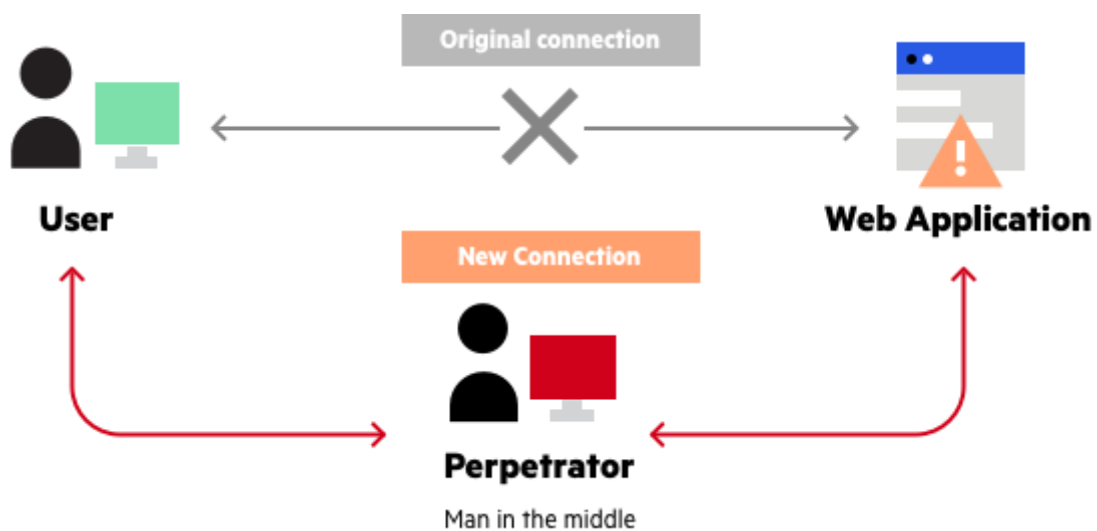 Original connection
User
Web Application
New Connection
Perpetrator
Man in the middle